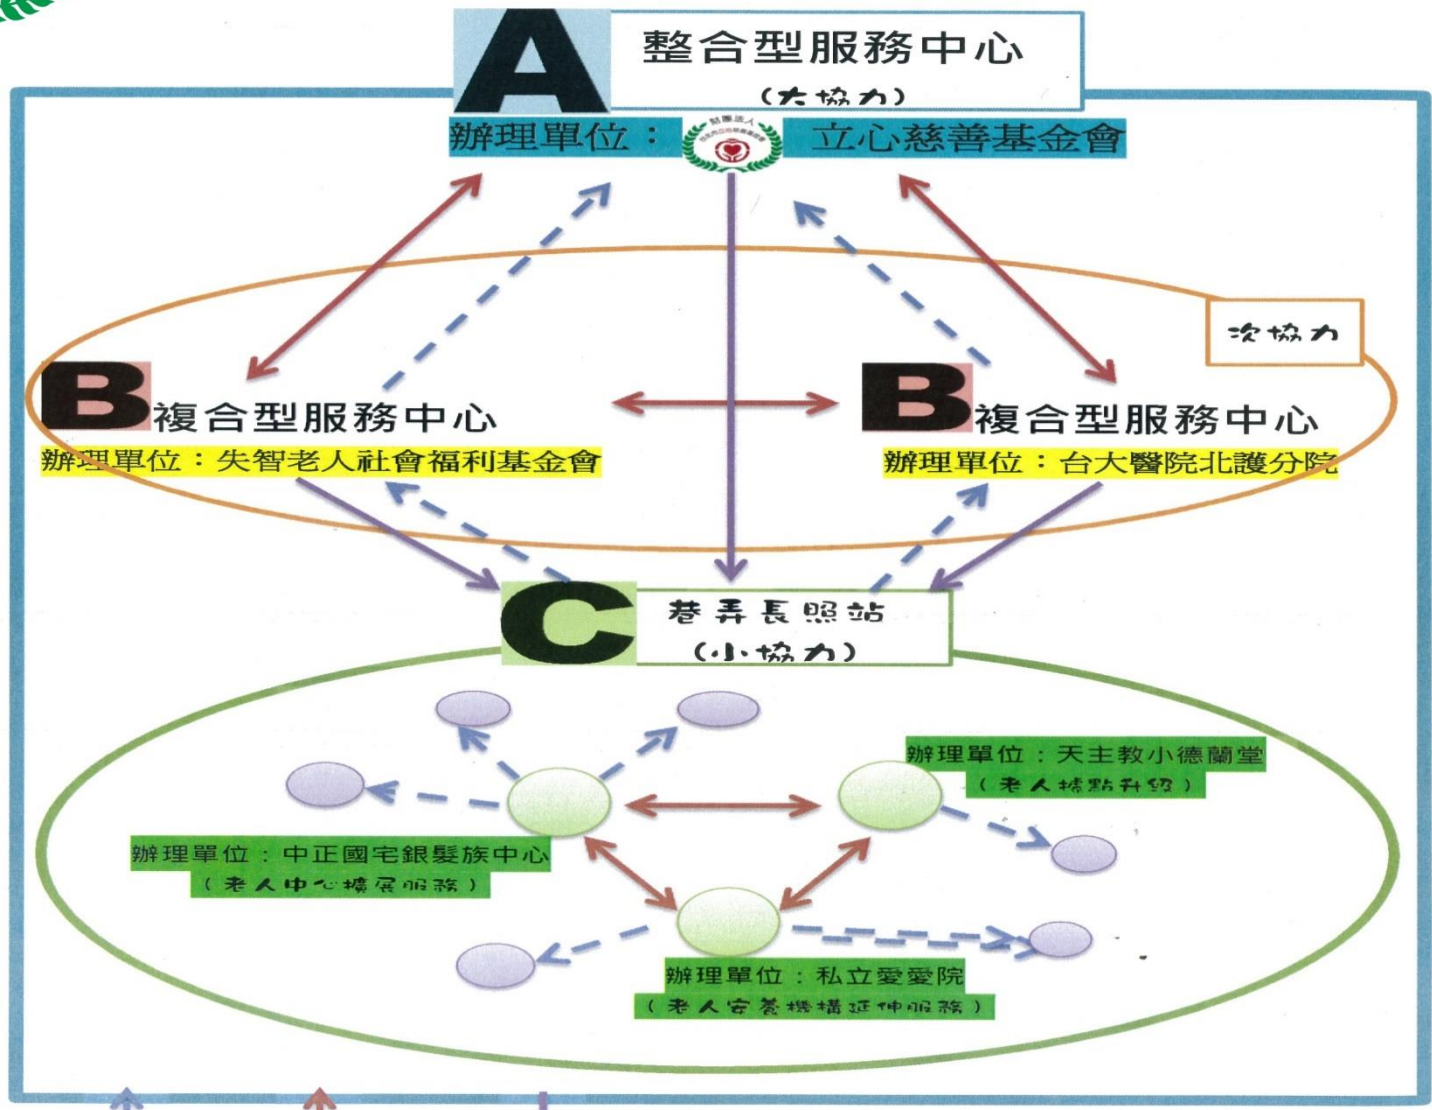 A
整合型服務中心
(大協力)
辦理單位：
財團法人
立心慈善基金會
次協力
B
複合型服務中心
辦理單位：失智老人社會福利基金會
B
複合型服務中心
辦理單位：台大醫院北護分院
C
巷弄長照站
(小協力)
辦理單位：天主教小德蘭堂
(老人據點升級)
辦理單位：中正國宅銀髮族中心
(老人中心擴展服務)
辦理單位：私立愛愛院
(老人安養機構延伸服務)